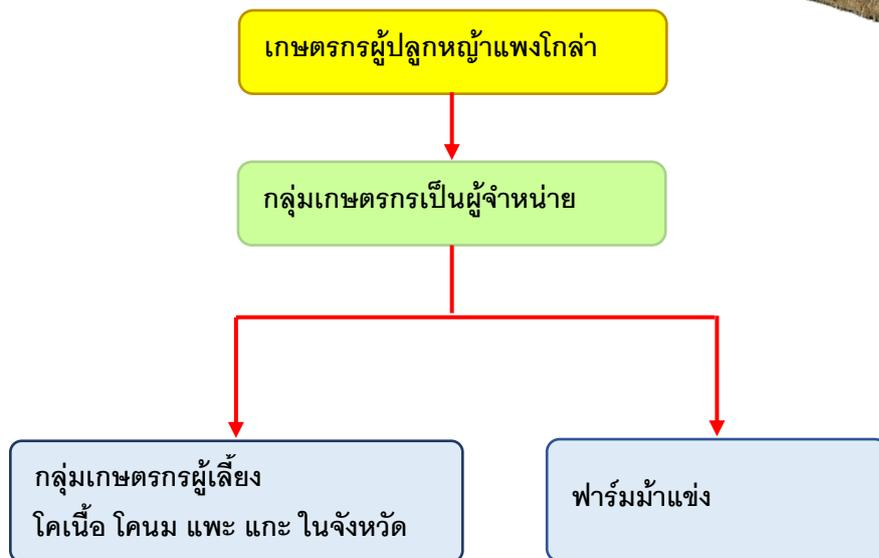 เกษตรกรผู้ปลูกหญ้าแพงโกล่า
กลุ่มเกษตรกรเป็นผู้จำหน่าย
กลุ่มเกษตรกรผู้เลี้ยง
โคเนื้อ โคนม แพะ แกะ ในจังหวัด
ฟาร์มม้าแข่ง